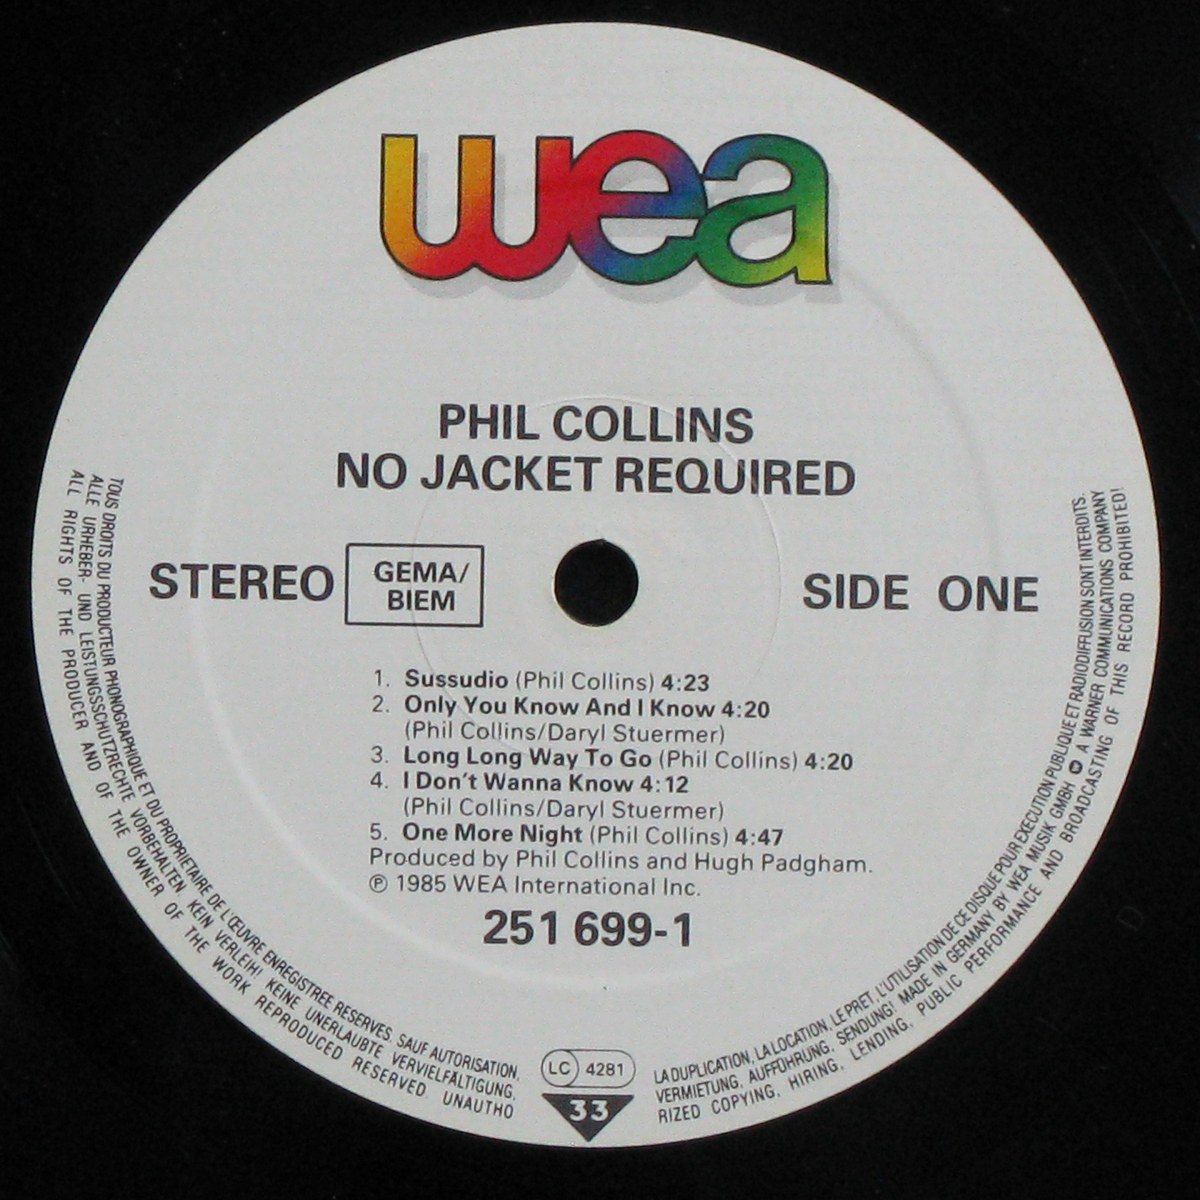 wea
PHIL COLLINS
NO JACKET REQUIRED
STEREO
GEMA/
BIEM
SIDE ONE
1. Sussudio (Phil Collins) 4:23
2. Only You Know And I Know 4:20
(Phil Collins/Daryl Stuermer)
3. Long Long Way To Go (Phil Collins) 4:20
4. I Don't Wanna Know 4:12
(Phil Collins/Daryl Stuermer)
5. One More Night (Phil Collins) 4:47
Produced by Phil Collins and Hugh Padgham.
℗ 1985 WEA International Inc.
251 699-1
TOUS DROITS DU PRODUCTEUR PHONOGRAPHIQUE ET DU PROPRIETAIRE DE L'ŒUVRE ENREGISTREE RESERVES. SAUF AUTORISATION, LA DUPLICATION, LA LOCATION, LE PRET, L'UTILISATION DE CE DISQUE POUR EXECUTION PUBLIQUE ET RADIODIFFUSION SONT INTERDITS.
ALLE URHEBER- UND LEISTUNGSSCHUTZRECHTE VORBEHALTEN. KEIN VERLEIH! KEINE UNERLAUBTE VERVIELFÄLTIGUNG, VERMIETUNG, AUFFÜHRUNG, SENDUNG! MADE IN GERMANY BY WEA MUSIK GMBH A WARNER COMMUNICATIONS COMPANY
ALL RIGHTS OF THE PRODUCER AND OF THE OWNER OF THE WORK REPRODUCED RESERVED. UNAUTHORIZED COPYING, HIRING, LENDING, PUBLIC PERFORMANCE AND BROADCASTING OF THIS RECORD PROHIBITED!
LC 4281
33